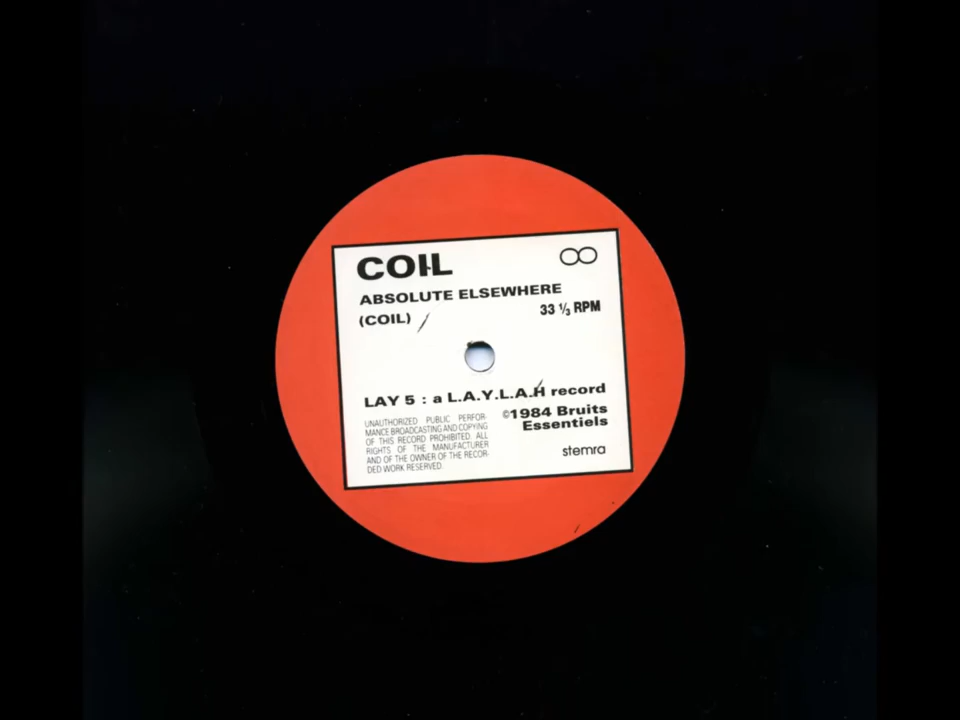 COIL
∞
ABSOLUTE ELSEWHERE
(COIL)
33 ⅓ RPM
LAY 5 : a L.A.Y.L.A.H record
UNAUTHORIZED PUBLIC PERFOR-
MANCE BROADCASTING AND COPYING
OF THIS RECORD PROHIBITED. ALL
RIGHTS OF THE MANUFACTURER
AND OF THE OWNER OF THE RECOR-
DED WORK RESERVED.
©1984 Bruits
Essentiels
stemra